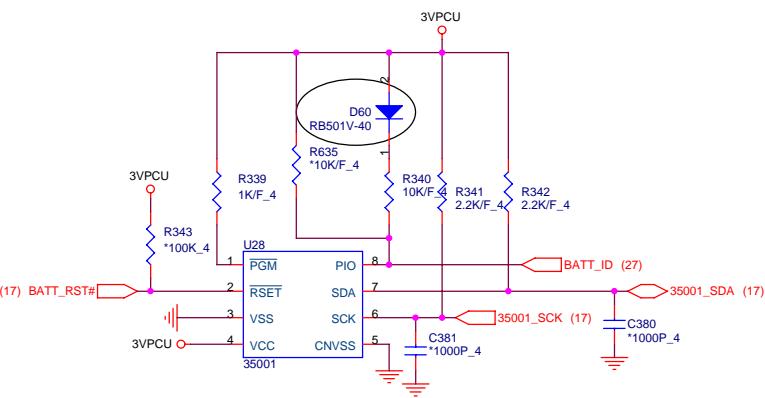 3VPCU
2
D60
RB501V-40
1
R635
*10K/F_4
3VPCU
R339
1K/F_4
R340
10K/F_4
R341
2.2K/F_4
R342
2.2K/F_4
R343
*100K_4
U28
1 PGM PIO 8
BATT_ID (27)
(17) BATT_RST#
2 RSET SDA 7
35001_SDA (17)
3 VSS SCK 6
35001_SCK (17)
3VPCU
4 VCC CNVSS 5
35001
C381
*1000P_4
C380
*1000P_4